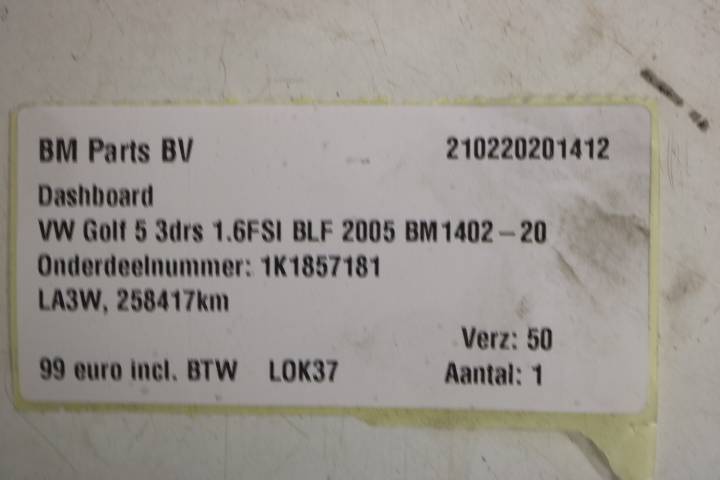 BM Parts BV 210220201412
Dashboard
VW Golf 5 3drs 1.6FSI BLF 2005 BM1402-20
Onderdeelnummer: 1K1857181
LA3W, 258417km
Verz: 50
99 euro incl. BTW LOK37 Aantal: 1